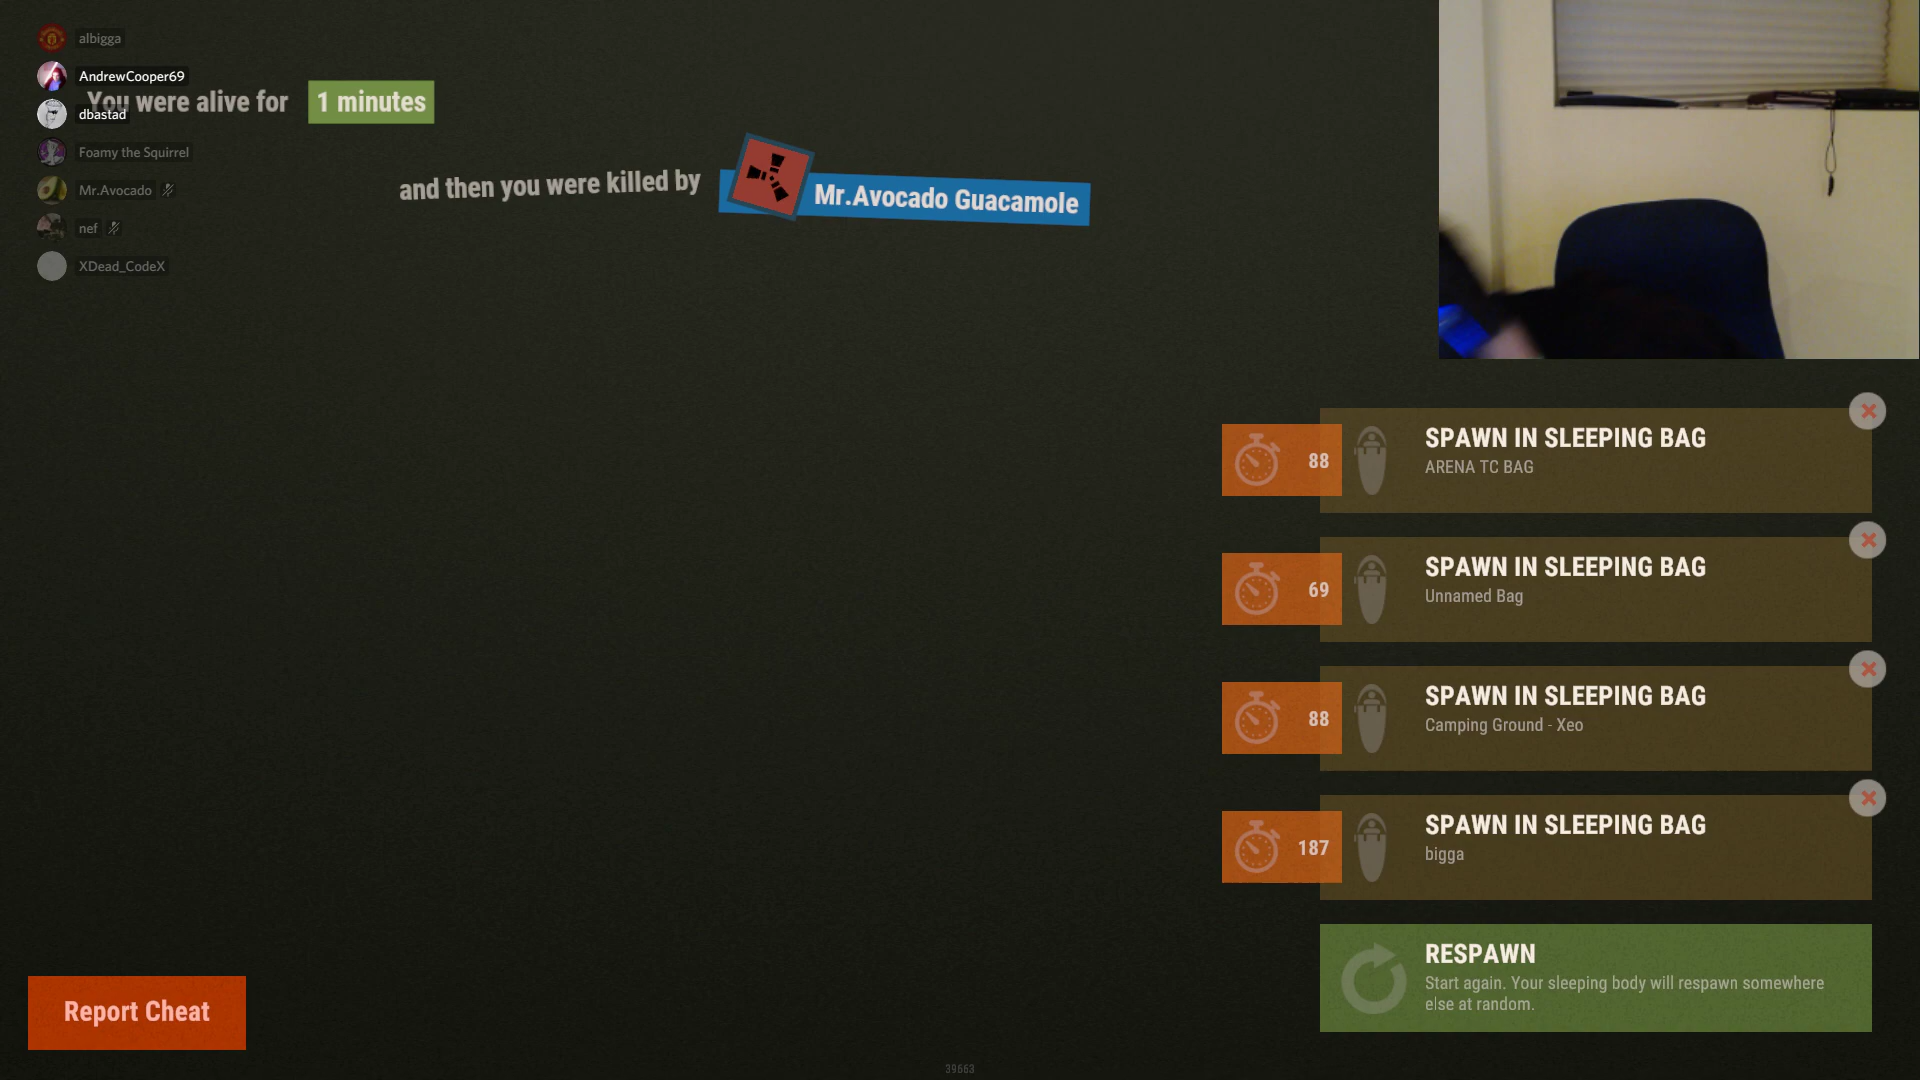 albigga
AndrewCooper69
You were alive for 1 minutes
dbastad
Foamy the Squirrel
and then you were killed by Mr.Avocado Guacamole
Mr.Avocado
nef
XDead_CodeX
88 SPAWN IN SLEEPING BAG
ARENA TC BAG
69 SPAWN IN SLEEPING BAG
Unnamed Bag
88 SPAWN IN SLEEPING BAG
Camping Ground - Xeo
187 SPAWN IN SLEEPING BAG
bigga
RESPAWN
Start again. Your sleeping body will respawn somewhere
else at random.
Report Cheat
39663